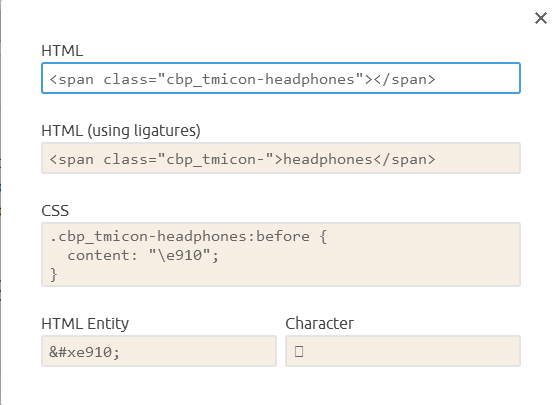 HTML
<span class="cbp_tmicon-headphones"></span>
HTML (using ligatures)
<span class="cbp_tmicon-">headphones</span>
CSS
.cbp_tmicon-headphones:before {
  content: "\e910";
}
HTML Entity
&#xe910;
Character